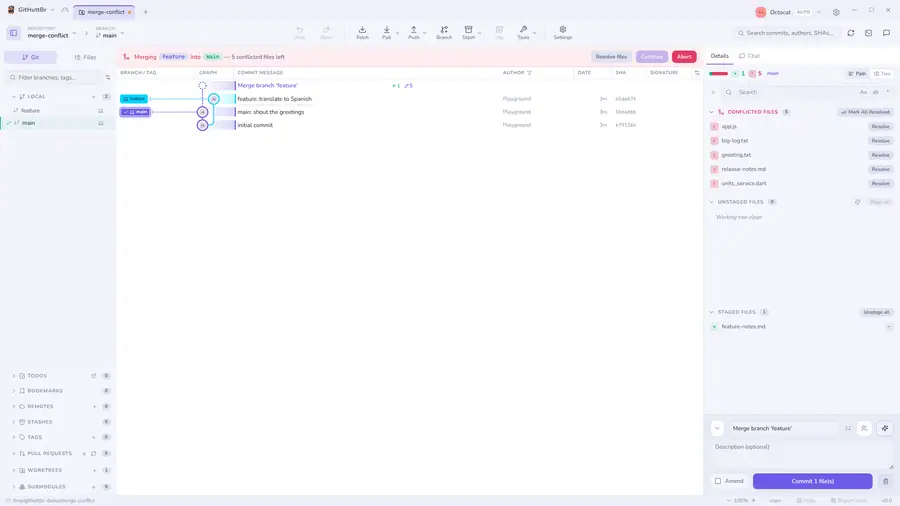 GitHuttBr
merge-conflict
Octocat AUTO
REPOSITORY
merge-conflict
BRANCH
main
Undo
Redo
Fetch
Pull
Push
Branch
Stash
Pop
Tools
Settings
Search commits, authors, SHAs...
Git
Files
Filter branches, tags...
LOCAL 2
feature
main
TODOS 0
BOOKMARKS 0
REMOTES 0
STASHES 0
TAGS 0
PULL REQUESTS 0
WORKTREES 1
SUBMODULES 0
Merging feature into main — 5 conflicted files left
Resolve files
Continue
Abort
BRANCH / TAG GRAPH COMMIT MESSAGE AUTHOR DATE SHA SIGNATURE
Merge branch 'feature' + 1 5
feature feature: translate to Spanish Playground 3m
main main: shout the greetings Playground 3m
initial commit Playground 3m
Details
Chat
1 5 main
Path
Tree
Search
Aa ab .*
CONFLICTED FILES 5 Mark All Resolved
app.js Resolve
big-log.txt Resolve
greeting.txt Resolve
release-notes.md Resolve
units_service.dart Resolve
UNSTAGED FILES 0 Stage all
Working tree clean
STAGED FILES 1 Unstage all
feature-notes.md
Merge branch 'feature' 22
Description (optional)
Amend
Commit 1 file(s)
100%
main
Help
Report Issue
v5.0